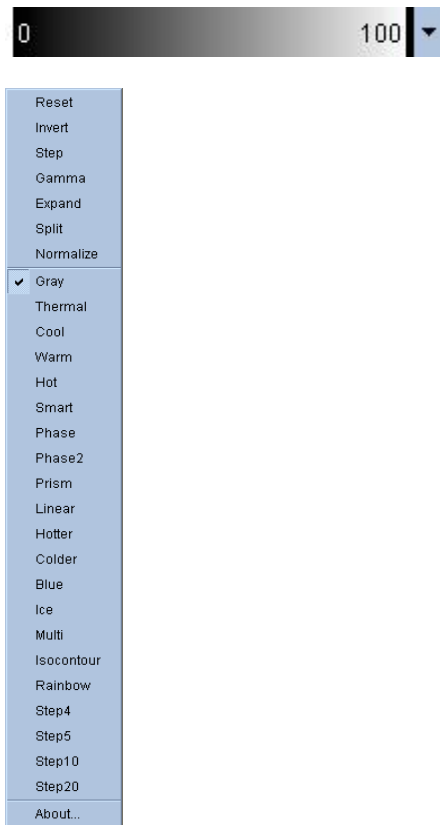 0 100
Reset
Invert
Step
Gamma
Expand
Split
Normalize
Gray
Thermal
Cool
Warm
Hot
Smart
Phase
Phase2
Prism
Linear
Hotter
Colder
Blue
Ice
Multi
Isocontour
Rainbow
Step4
Step5
Step10
Step20
About...